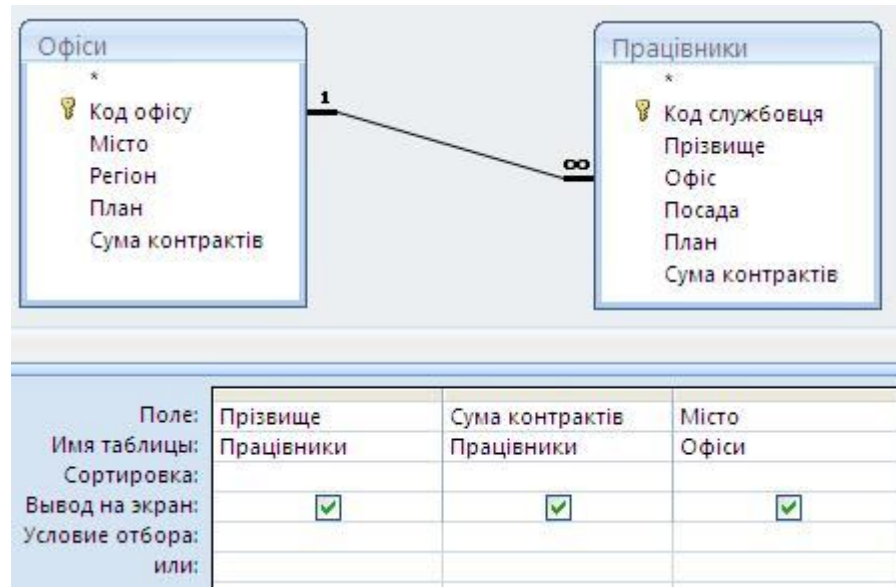 Офіси
*
Код офісу
Місто
Регіон
План
Сума контрактів
1
∞
Працівники
*
Код службовця
Прізвище
Офіс
Посада
План
Сума контрактів
Поле: Прізвище Сума контрактів Місто
Имя таблицы: Працівники Працівники Офіси
Сортировка:
Вывод на экран:
Условие отбора:
или: